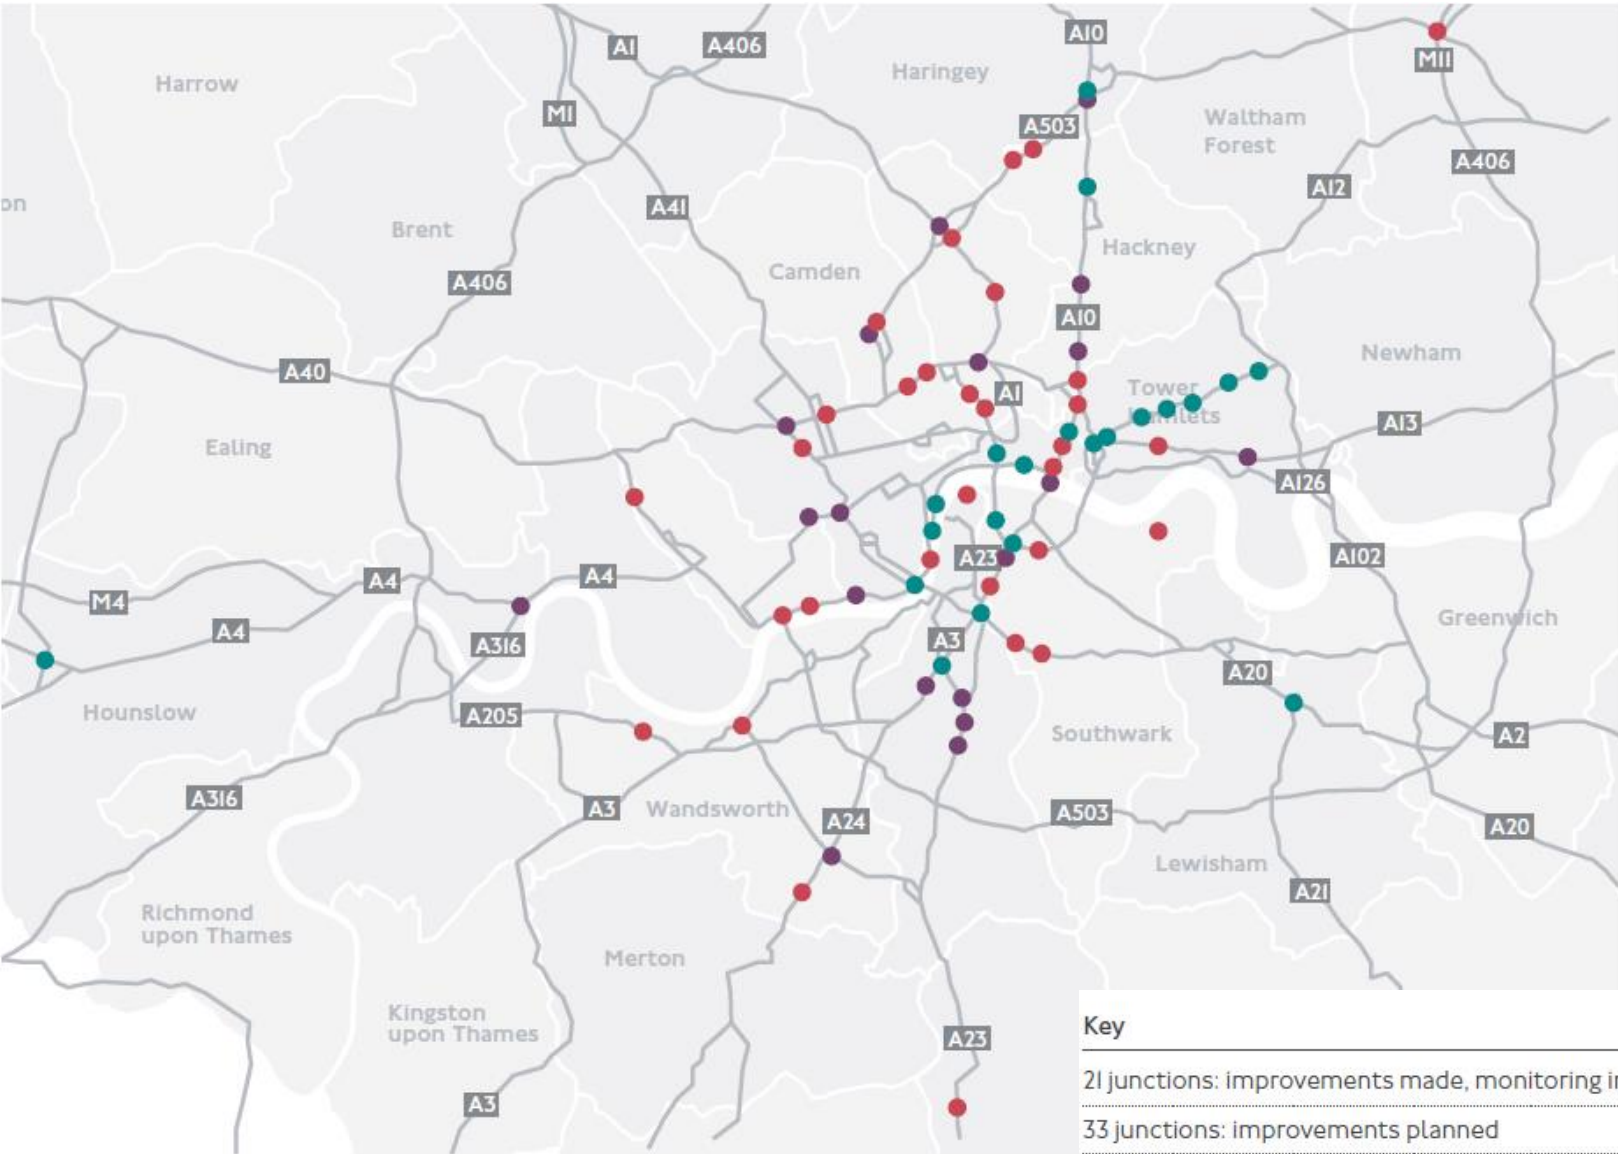 A10
A1
A406
M11
Harrow
Haringey
M1
A503
Waltham
Forest
A406
A12
on
A41
Brent
Hackney
Camden
A406
A10
Newham
A40
Tower
Hamlets
A1
A13
Ealing
A126
A23
A102
A4
A4
M4
A4
A316
Greenwich
A3
A20
Hounslow
A205
Southwark
A2
A316
A3
Wandsworth
A24
A503
A20
Lewisham
A21
Richmond
upon Thames
Merton
Kingston
upon Thames
A23
A3
Key
21 junctions: improvements made, monitoring i
33 junctions: improvements planned